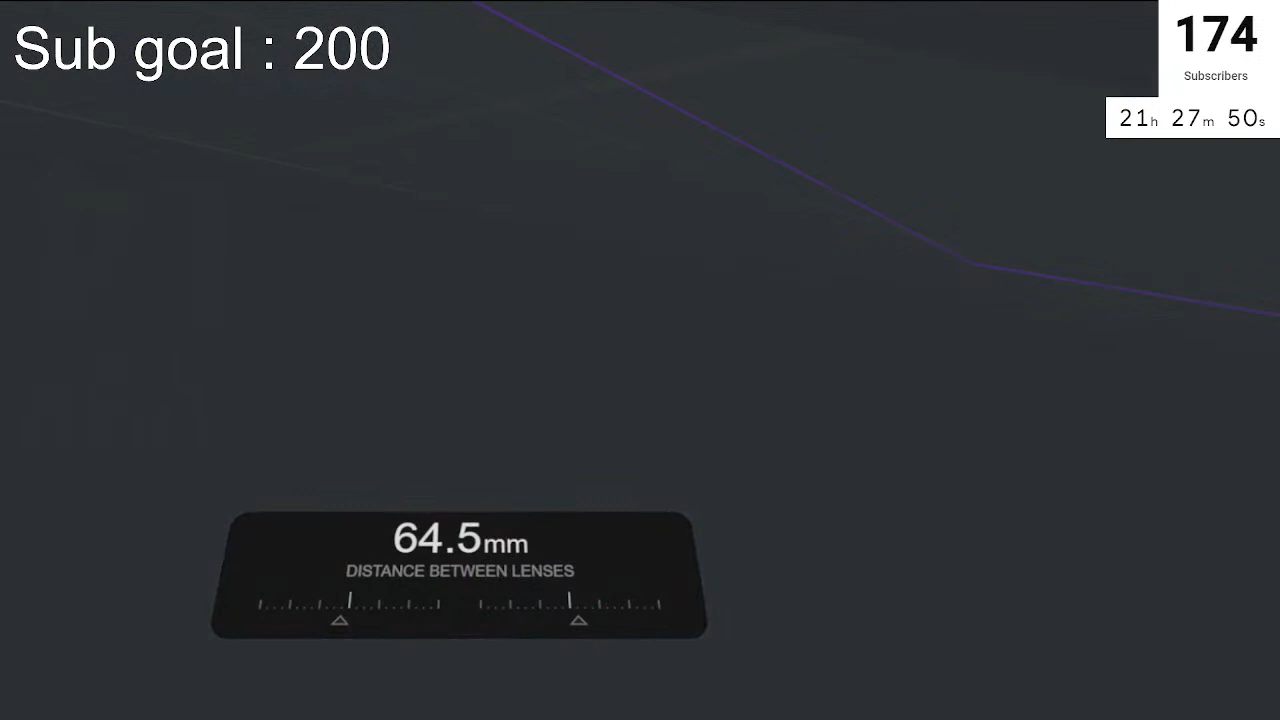 Sub goal : 200
174
Subscribers
21h 27m 50s
64.5mm
DISTANCE BETWEEN LENSES